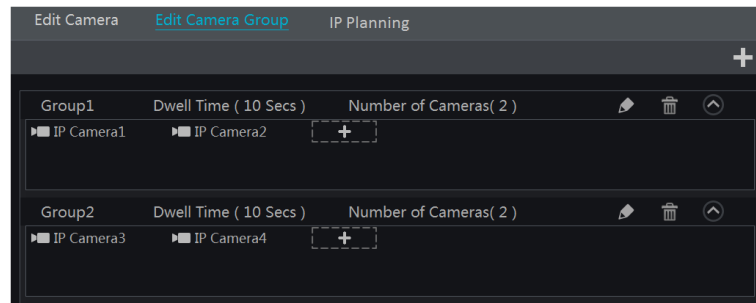 Edit Camera Edit Camera Group IP Planning
Group1 Dwell Time ( 10 Secs ) Number of Cameras( 2 )
IP Camera1 IP Camera2
Group2 Dwell Time ( 10 Secs ) Number of Cameras( 2 )
IP Camera3 IP Camera4